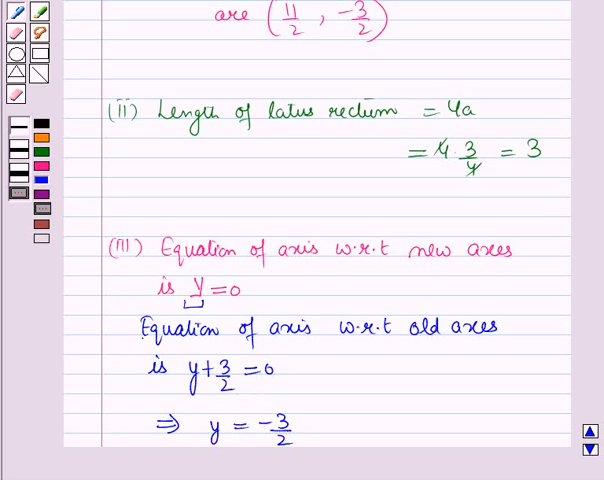 are (11/2 , -3/2)
(II) Length of latus rectum = 4a
= 4 · 3/4 = 3
(III) Equation of axis w.r.t new axes
is Y = 0
Equation of axis w.r.t old axes
is y + 3/2 = 0
⇒ y = -3/2